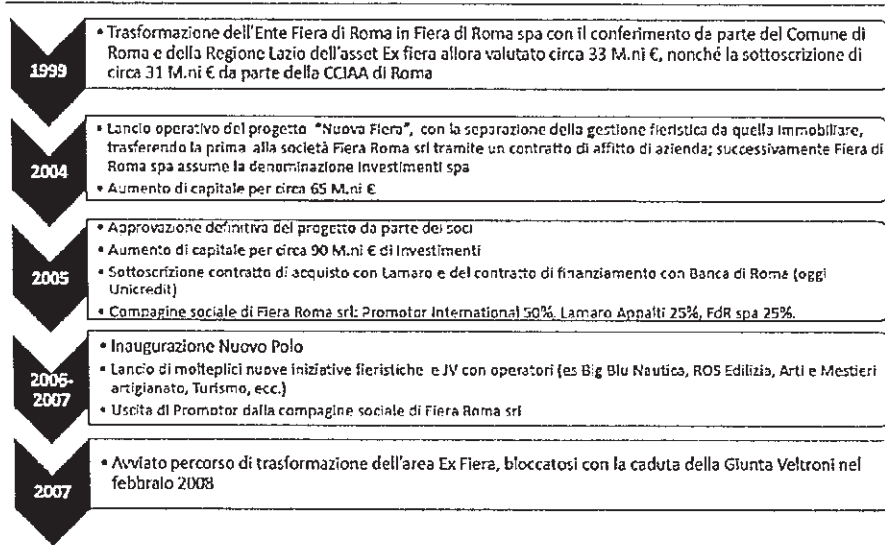 1999
• Trasformazione dell'Ente Fiera di Roma in Fiera di Roma spa con il conferimento da parte del Comune di
Roma e della Regione Lazio dell'asset Ex fiera allora valutato circa 33 M.ni €, nonché la sottoscrizione di
circa 31 M.ni € da parte della CCIAA di Roma
2004
• Lancio operativo del progetto "Nuova Fiera", con la separazione della gestione fieristica da quella immobiliare,
trasferendo la prima alla società Fiera Roma srl tramite un contratto di affitto di azienda; successivamente Fiera di
Roma spa assume la denominazione Investimenti spa
• Aumento di capitale per circa 65 M.ni €
2005
• Approvazione definitiva del progetto da parte dei soci
• Aumento di capitale per circa 90 M.ni € di Investimenti
• Sottoscrizione contratto di acquisto con Lamaro e del contratto di finanziamento con Banca di Roma (oggi
Unicredit)
• Compagine sociale di Fiera Roma srl: Promotor International 50%, Lamaro Appalti 25%, FdR spa 25%.
2006-
2007
• Inaugurazione Nuovo Polo
• Lancio di molteplici nuove iniziative fieristiche e JV con operatori (es Big Blu Nautica, ROS Edilizia, Arti e Mestieri
artigianato, Turismo, ecc.)
• Uscita di Promotor dalla compagine sociale di Fiera Roma srl
2007
• Avviato percorso di trasformazione dell'area Ex Fiera, bloccatosi con la caduta della Giunta Veltroni nel
febbraio 2008